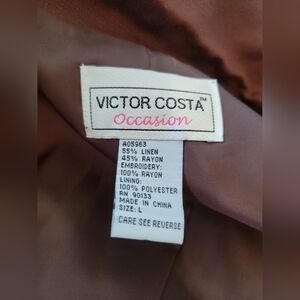 VICTOR COSTA™
Occasion
A05963
55% LINEN
45% RAYON
EMBROIDERY:
100% RAYON
LINING:
100% POLYESTER
RN 90133
MADE IN CHINA
SIZE: L
CARE SEE REVERSE